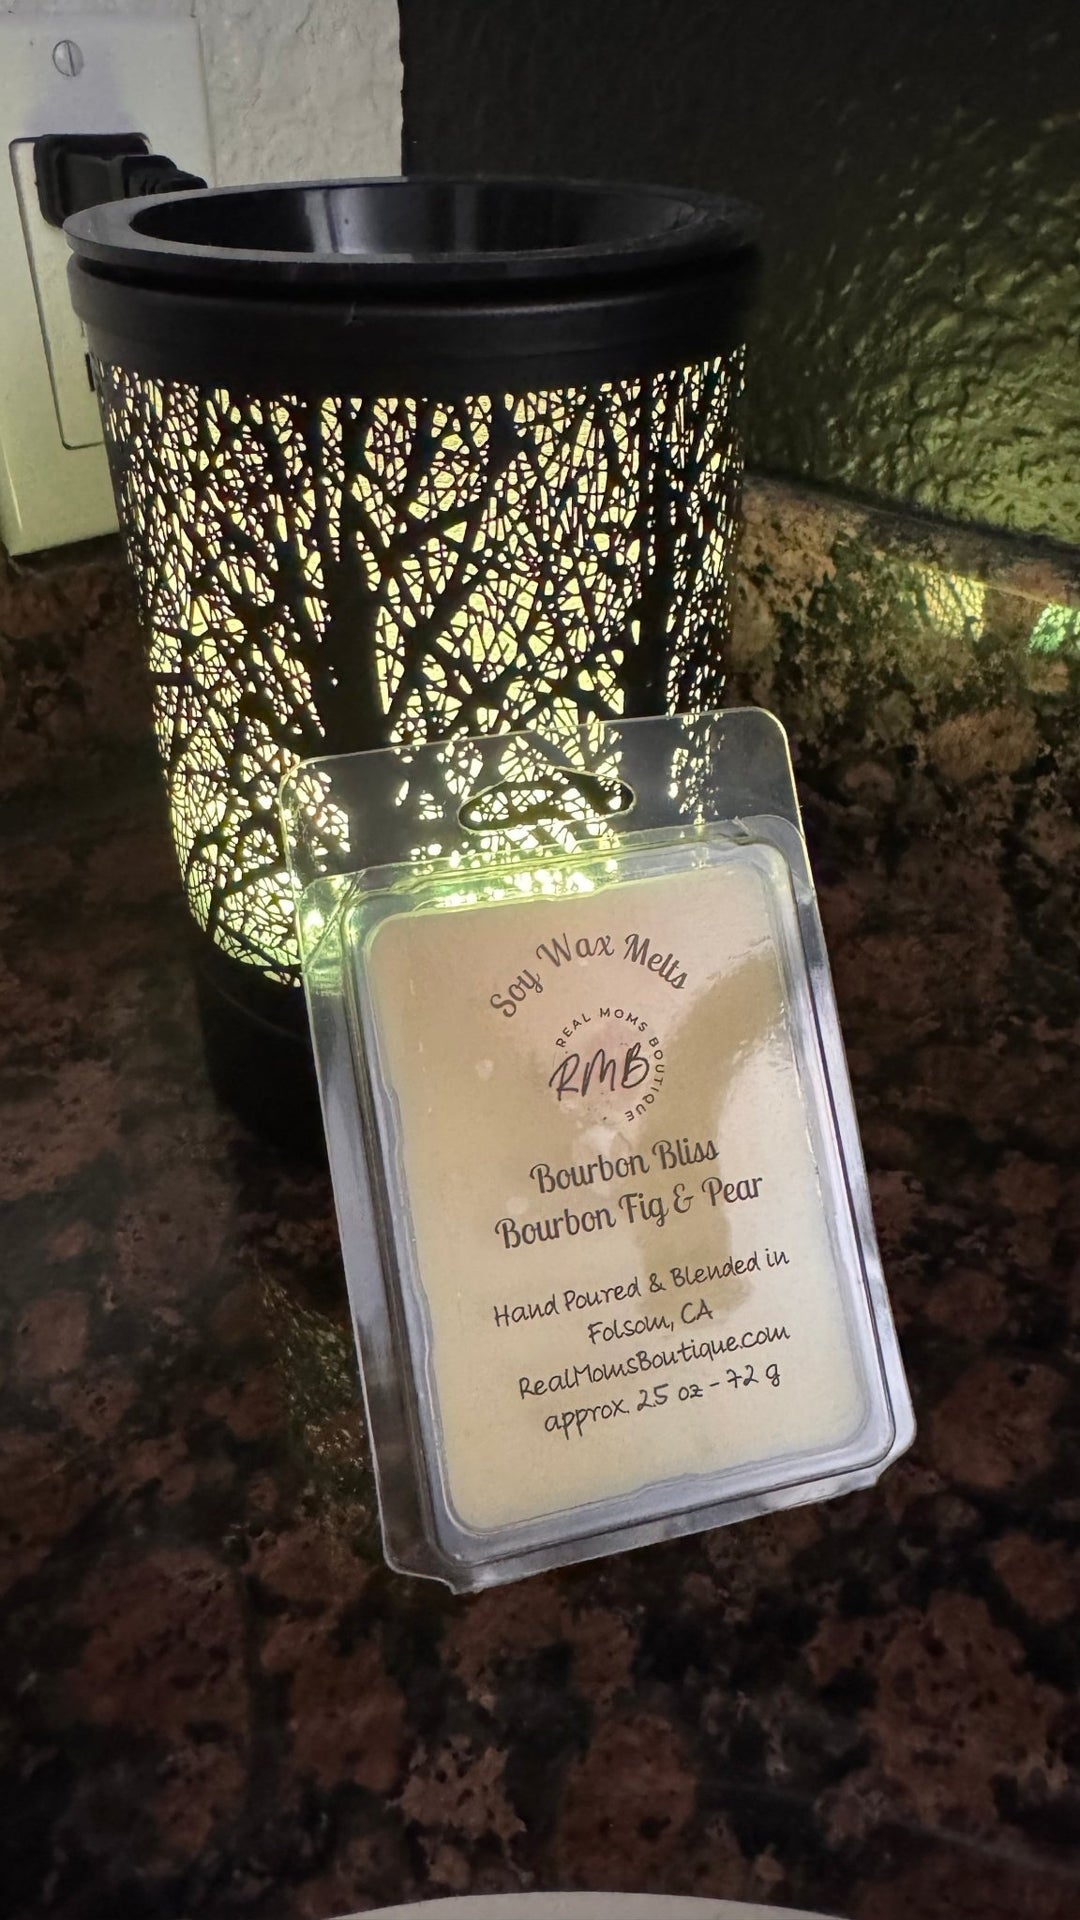 Soy Wax Melts
REAL MOMS BOUTIQUE
RMB
Bourbon Bliss
Bourbon Fig & Pear
Hand Poured & Blended in
Folsom, CA
RealMomsBoutique.com
approx. 2.5 oz - 72 g